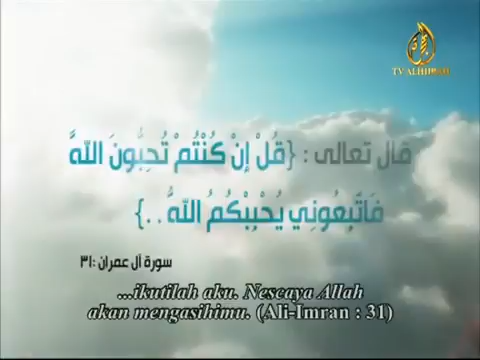 TV ALHIJRAH
قال تعالى : {قُلْ إِنْ كُنْتُمْ تُحِبُّونَ اللَّهَ
فَاتَّبِعُونِي يُحْبِبْكُمُ اللَّهُ..}
سورة آل عمران :٣١
...ikutilah aku. Nescaya Allah
akan mengasihimu. (Ali-Imran : 31)